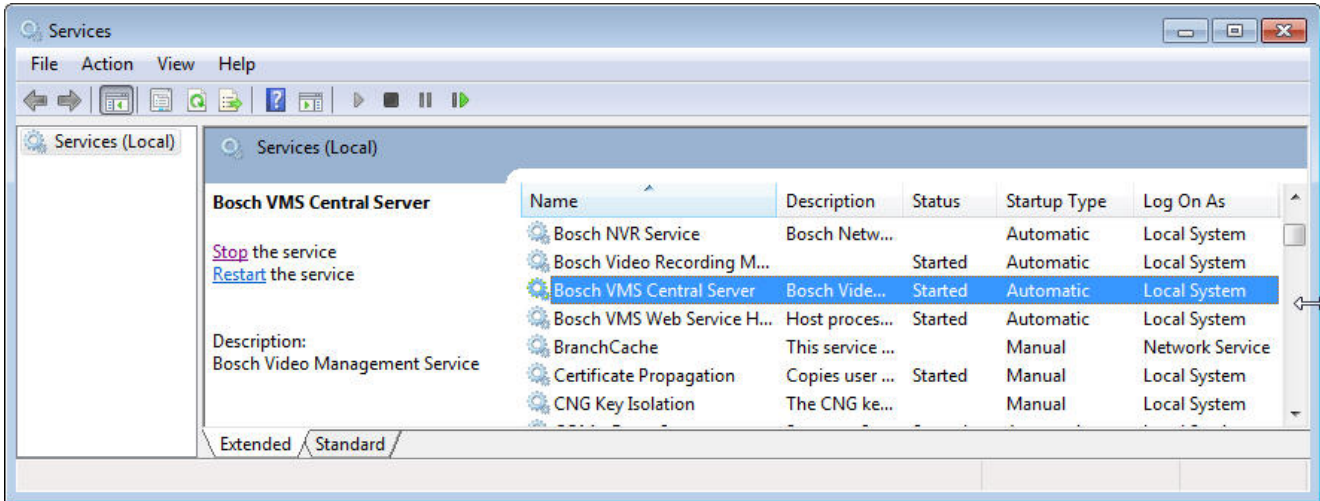 Services
File Action View Help
Services (Local)
Services (Local)
Bosch VMS Central Server
Stop the service
Restart the service
Description:
Bosch Video Management Service
Name Description Status Startup Type Log On As
Bosch NVR Service Bosch Netw... Automatic Local System
Bosch Video Recording M... Started Automatic Local System
Bosch VMS Central Server Bosch Vide... Started Automatic Local System
Bosch VMS Web Service H... Host proces... Started Automatic Local System
BranchCache This service ... Manual Network Service
Certificate Propagation Copies user ... Started Manual Local System
CNG Key Isolation The CNG ke... Manual Local System
Extended Standard